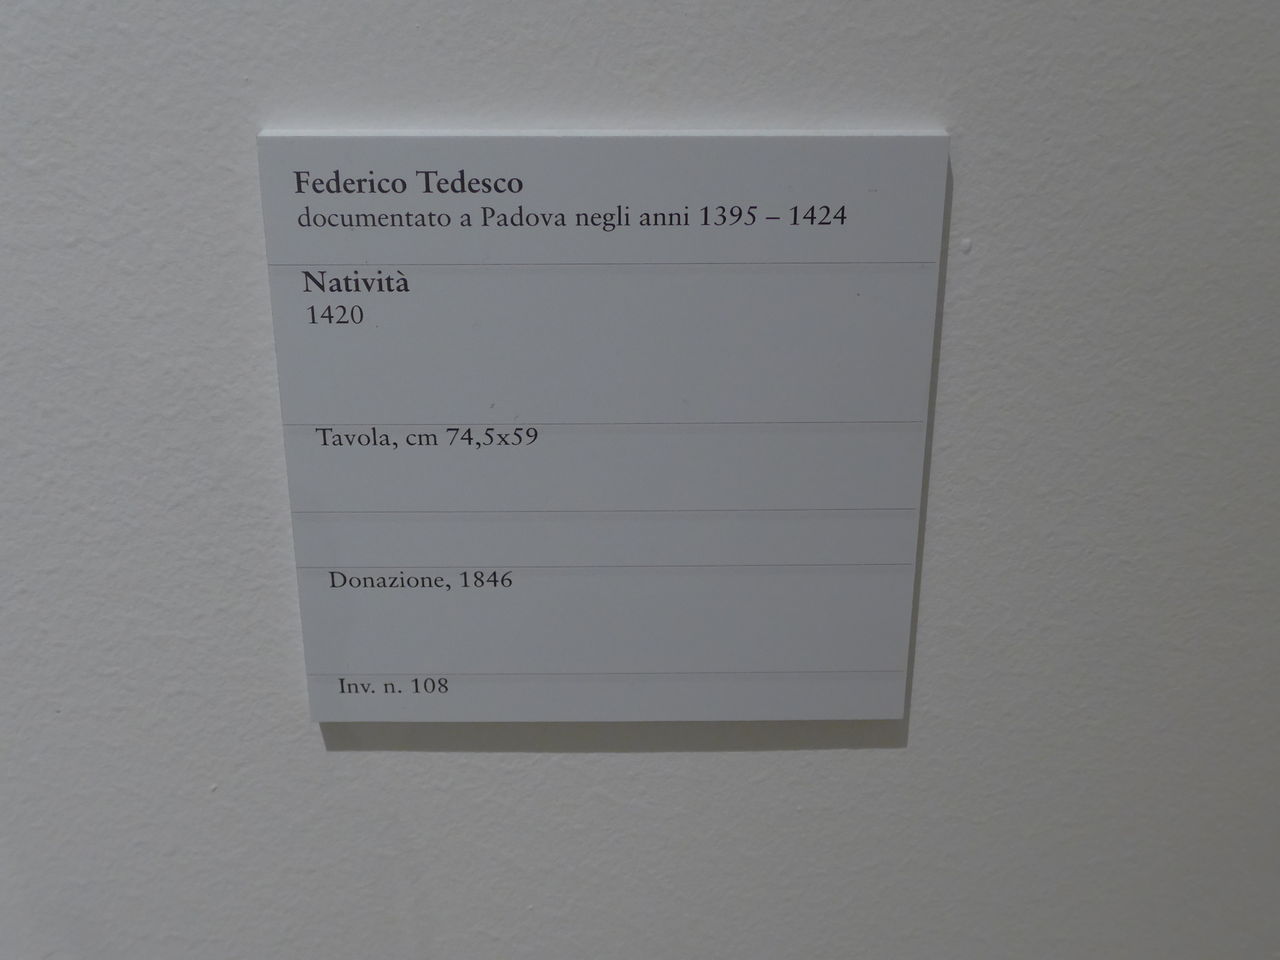 Federico Tedesco
documentato a Padova negli anni 1395 – 1424
Natività
1420
Tavola, cm 74,5x59
Donazione, 1846
Inv. n. 108